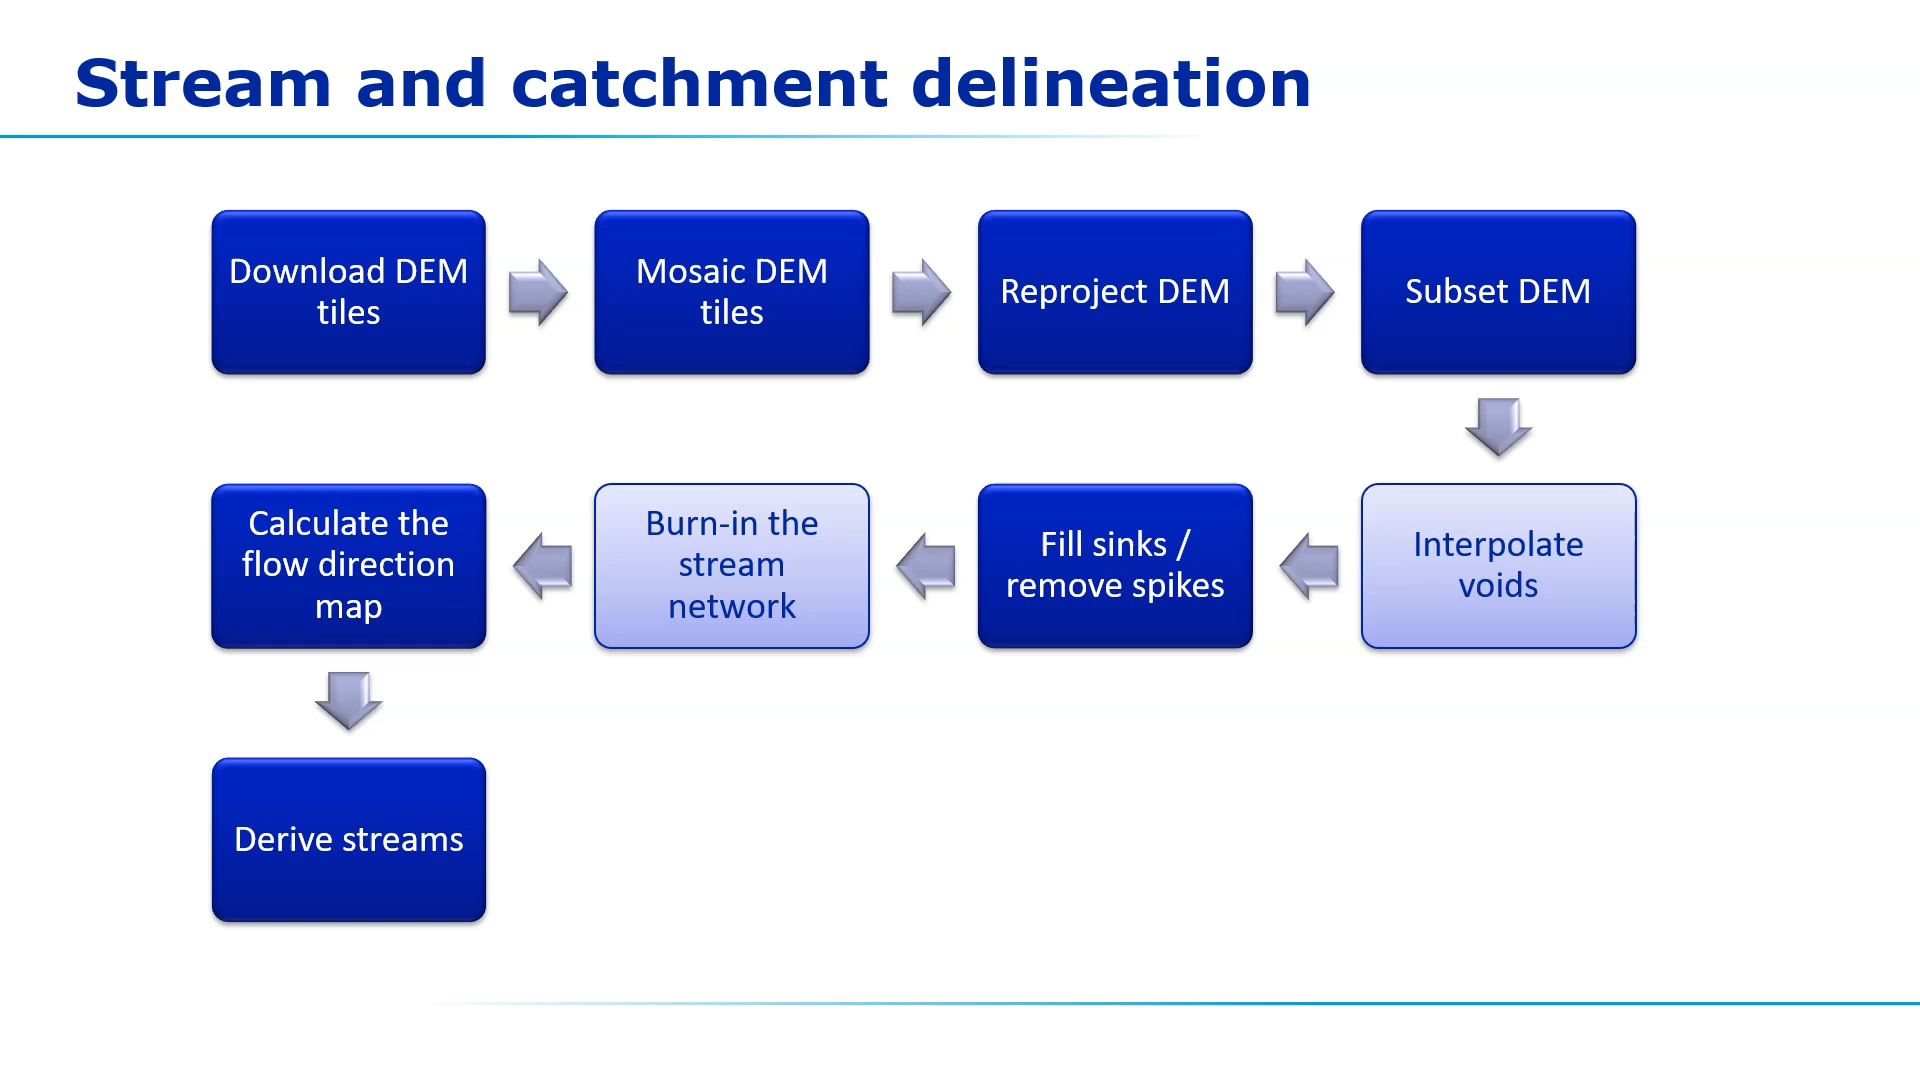 Stream and catchment delineation
Download DEM
tiles
Mosaic DEM
tiles
Reproject DEM
Subset DEM
Calculate the
flow direction
map
Burn-in the
stream
network
Fill sinks /
remove spikes
Interpolate
voids
Derive streams